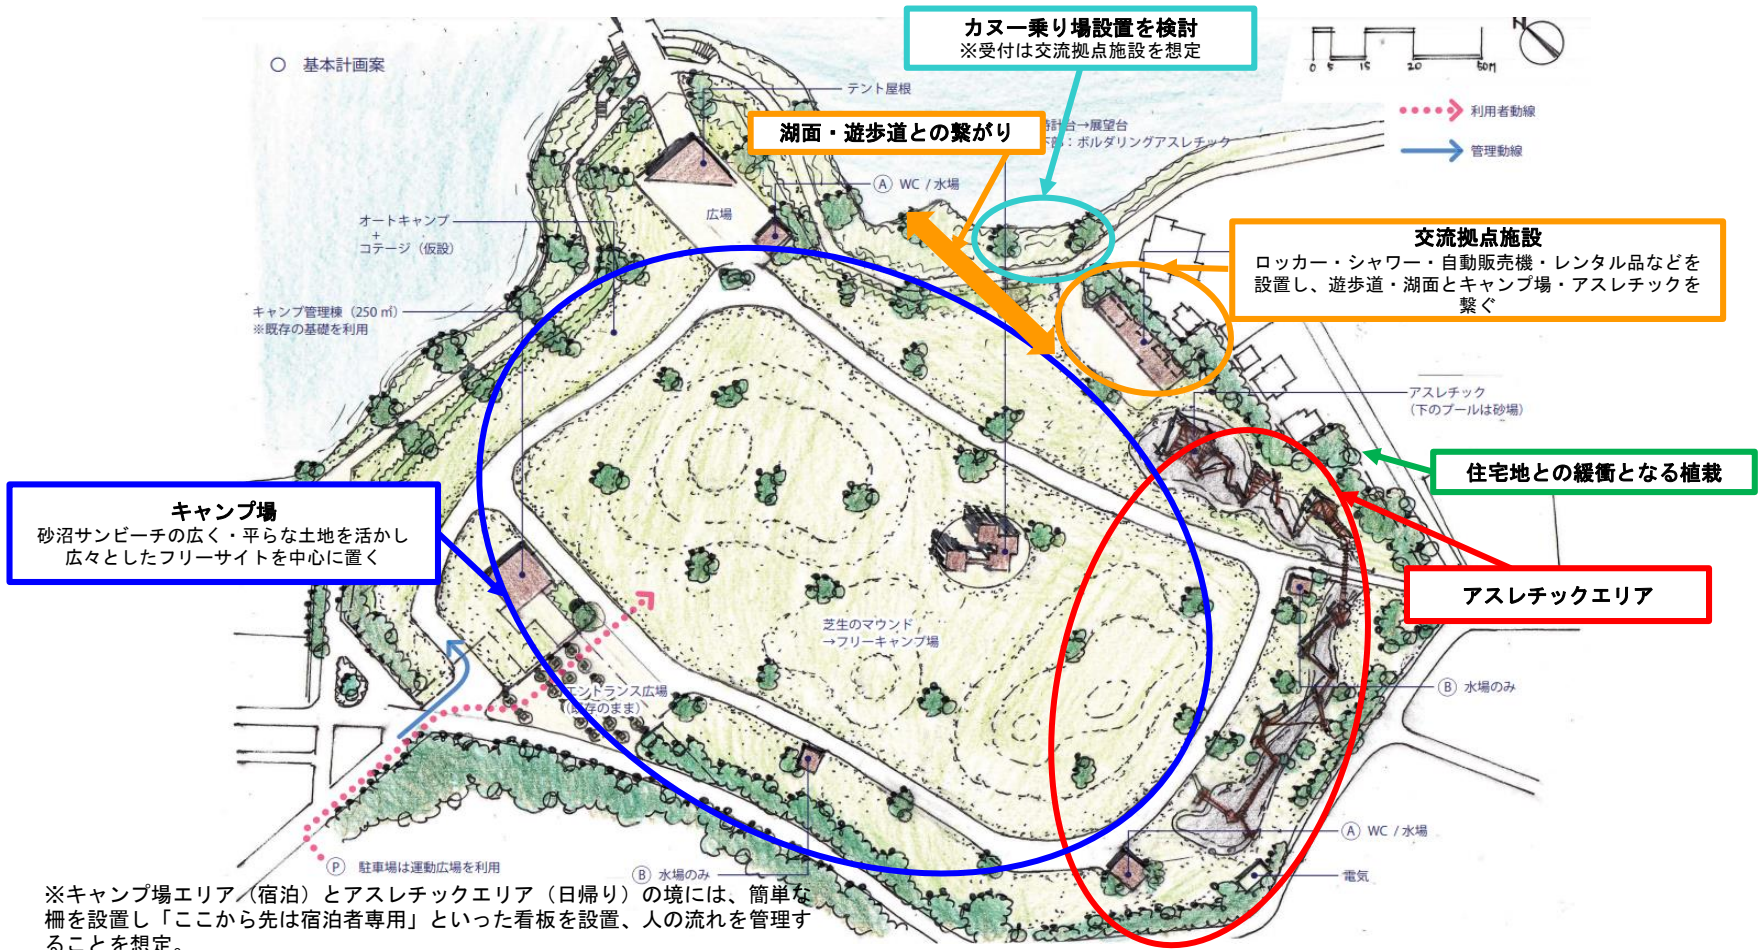 カヌー乗り場設置を検討
※受付は交流拠点施設を想定
N
0 5 15 20 50M
○ 基本計画案
テント屋根
利用者動線
湖面・遊歩道との繋がり
時計台→展望台
下部：ボルダリングアスレチック
管理動線
Ⓐ WC / 水場
広場
オートキャンプ
+
コテージ（仮設）
交流拠点施設
ロッカー・シャワー・自動販売機・レンタル品などを
設置し、遊歩道・湖面とキャンプ場・アスレチックを
繋ぐ
キャンプ管理棟（250 ㎡）
※既存の基礎を利用
アスレチック
（下のプールは砂場）
住宅地との緩衝となる植栽
キャンプ場
砂沼サンビーチの広く・平らな土地を活かし
広々としたフリーサイトを中心に置く
アスレチックエリア
芝生のマウンド
→フリーキャンプ場
エントランス広場
（既存のまま）
Ⓑ 水場のみ
Ⓐ WC / 水場
Ⓟ 駐車場は運動広場を利用
Ⓑ 水場のみ
電気
※キャンプ場エリア（宿泊）とアスレチックエリア（日帰り）の境には、簡単な
柵を設置し「ここから先は宿泊者専用」といった看板を設置、人の流れを管理す
ることを想定。